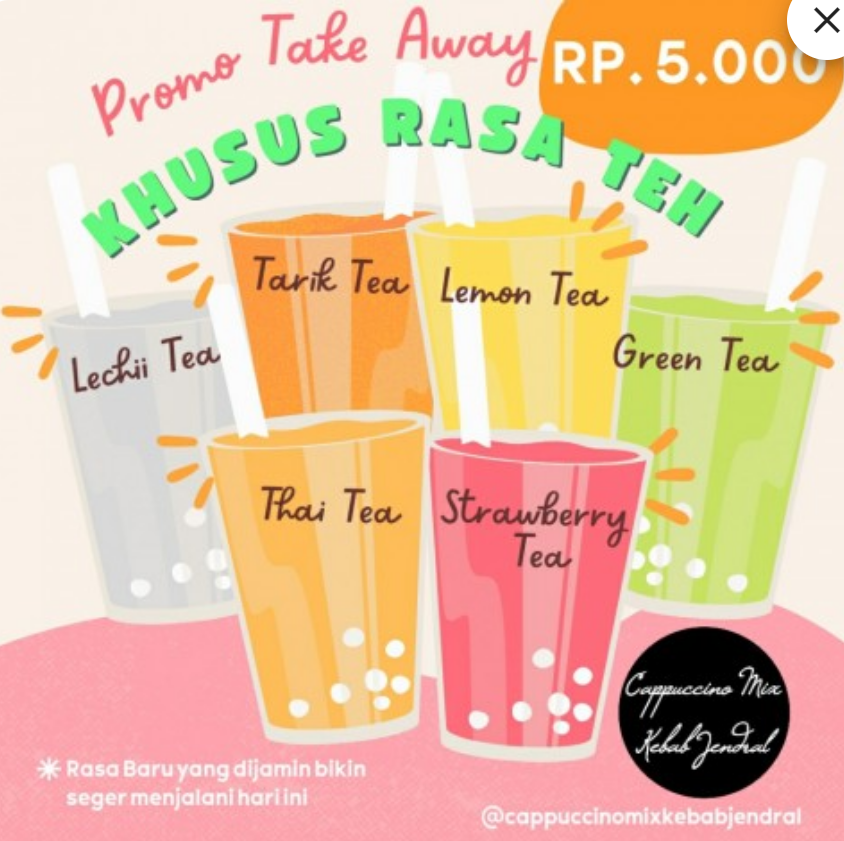 Promo Take Away
RP. 5.000
KHUSUS RASA TEH
Tarik Tea
Lemon Tea
Lechii Tea
Green Tea
Thai Tea
Strawberry
Tea
Cappuccino Mix
Kebab Jendral
Rasa Baru yang dijamin bikin
seger menjalani hari ini
@cappuccinomixkebabjendral